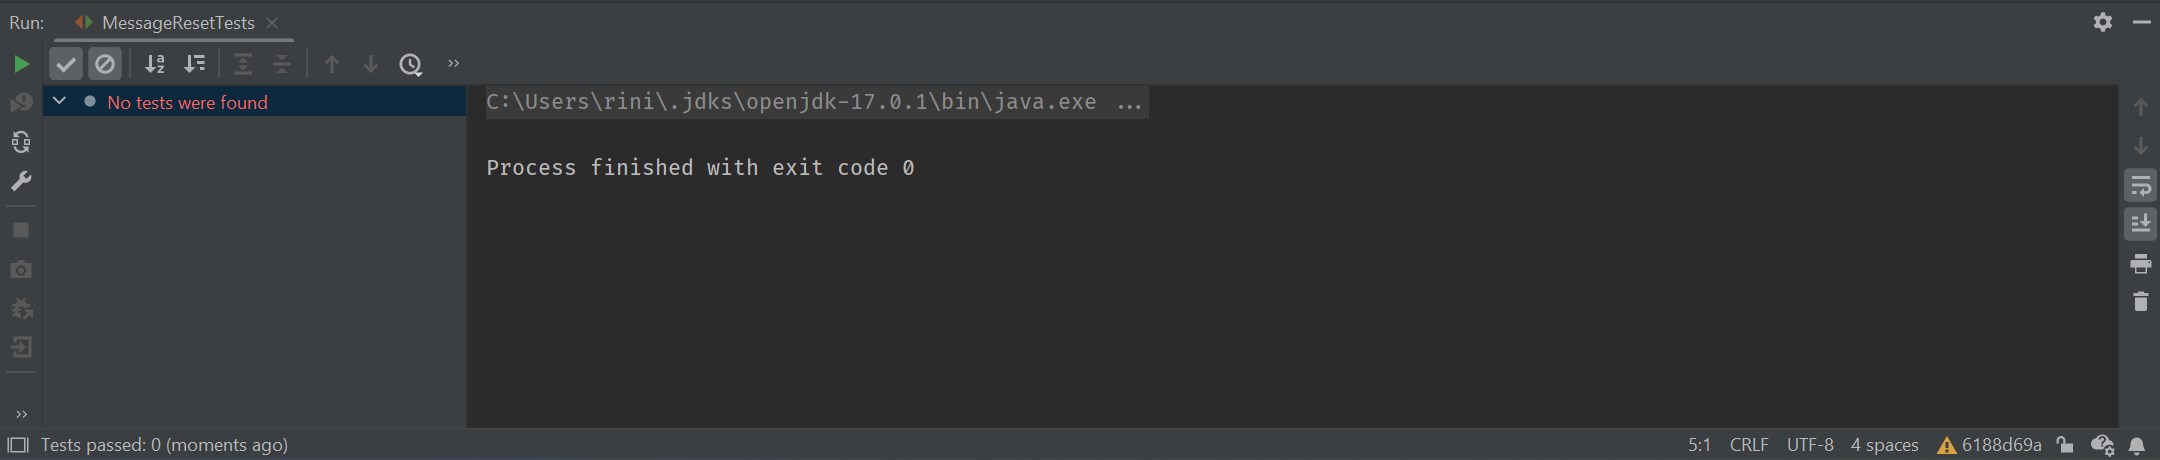 Run: MessageResetTests
No tests were found
C:\Users\rini\.jdks\openjdk-17.0.1\bin\java.exe ...
Process finished with exit code 0
Tests passed: 0 (moments ago) 5:1 CRLF UTF-8 4 spaces 6188d69a